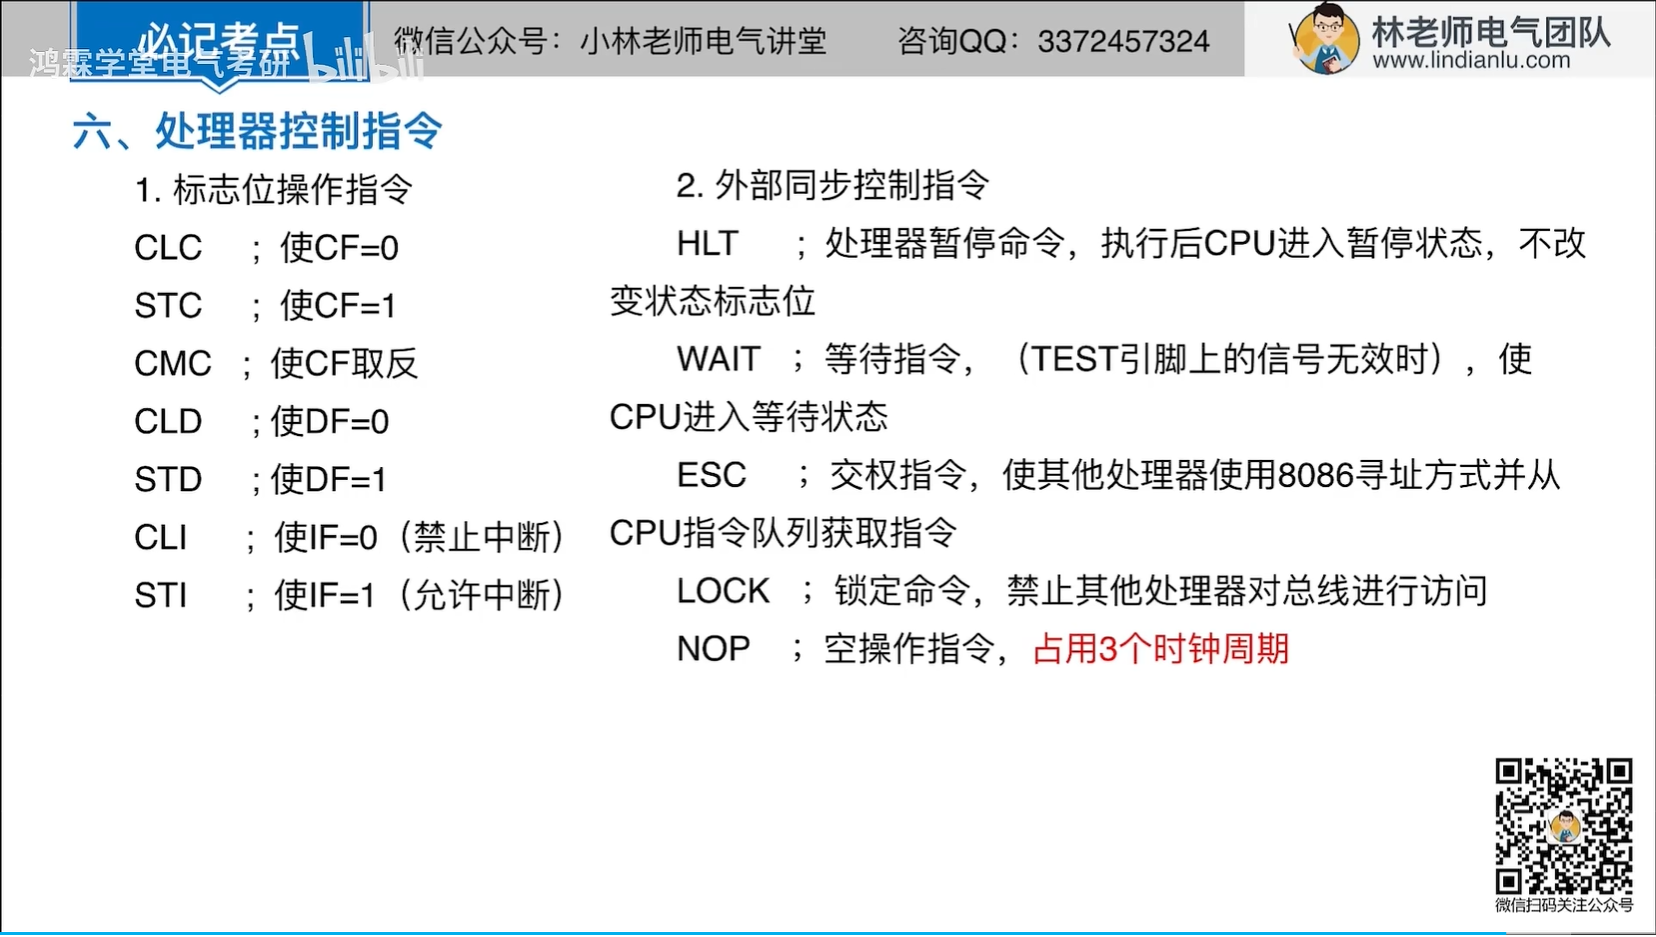 必记考点
鸿霖学堂电气考研 bilibili
微信公众号：小林老师电气讲堂 咨询QQ：3372457324
林老师电气团队
www.lindianlu.com
六、处理器控制指令
1. 标志位操作指令
CLC ；使CF=0
STC ；使CF=1
CMC ；使CF取反
CLD ；使DF=0
STD ；使DF=1
CLI ；使IF=0（禁止中断）
STI ；使IF=1（允许中断）
2. 外部同步控制指令
HLT ；处理器暂停命令，执行后CPU进入暂停状态，不改
变状态标志位
WAIT ；等待指令，（TEST引脚上的信号无效时），使
CPU进入等待状态
ESC ；交权指令，使其他处理器使用8086寻址方式并从
CPU指令队列获取指令
LOCK ；锁定命令，禁止其他处理器对总线进行访问
NOP ；空操作指令，占用3个时钟周期
微信扫码关注公众号